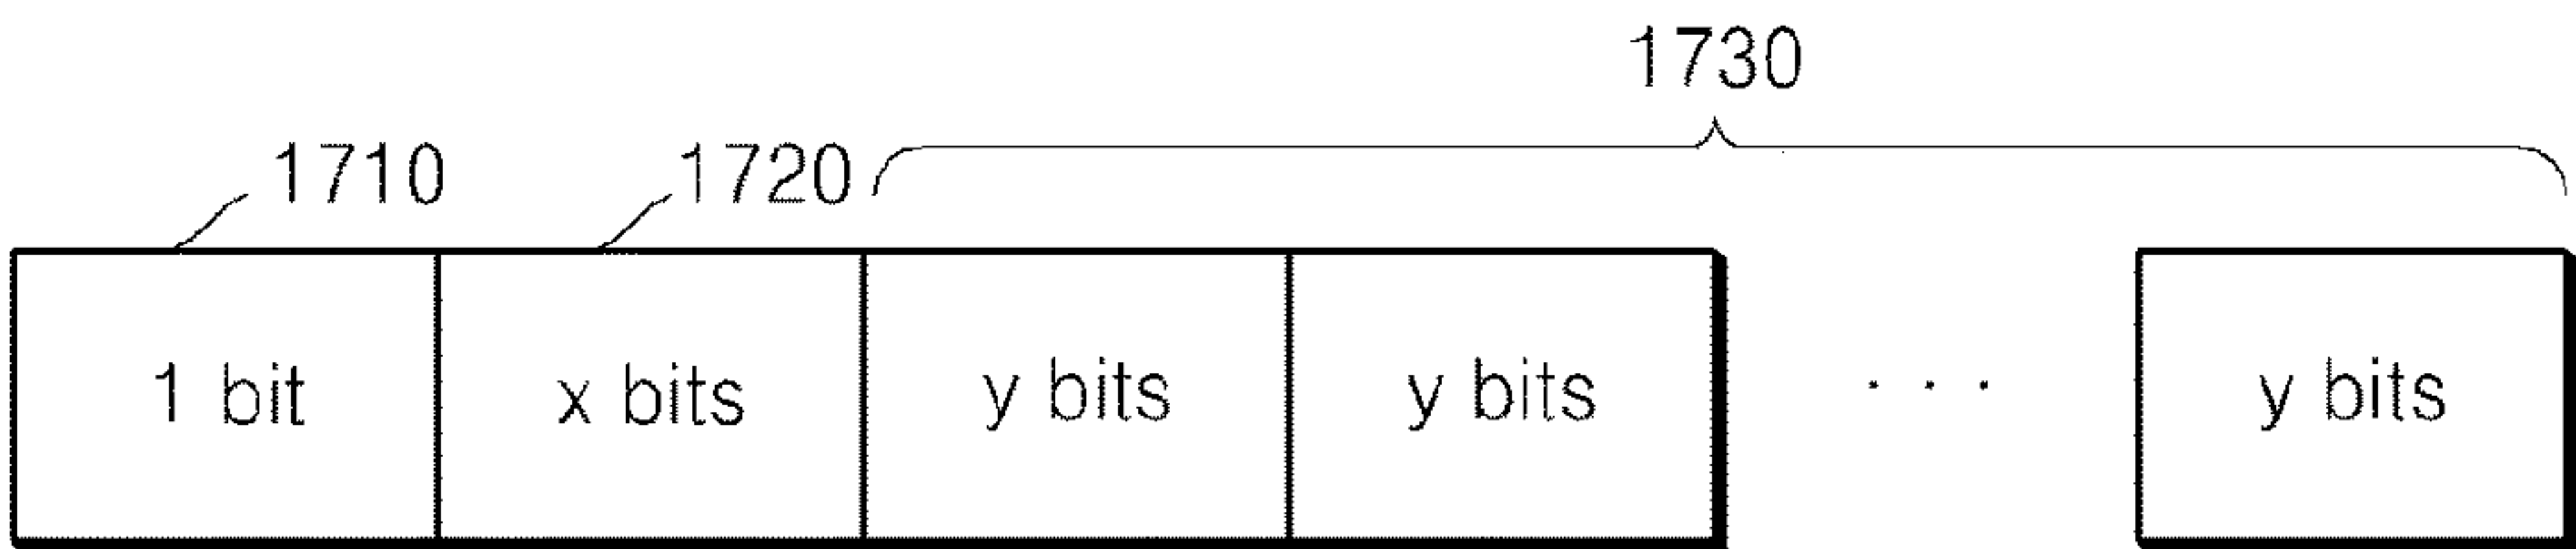 1730
1710 1720
1 bit x bits y bits y bits . . . y bits